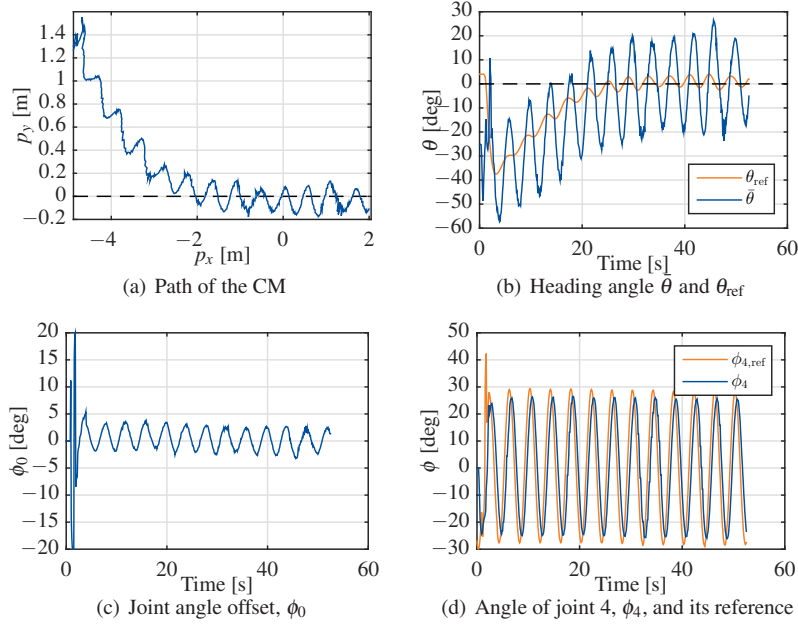 1.4
1.2
1
0.8
0.6
0.4
0.2
0
−0.2
p_y [m]
−4 −2 0 2
p_x [m]
(a) Path of the CM
30
20
10
0
−10
−20
−30
−40
−50
−60
θ [deg]
θ_ref
θ̄
0 20 40 60
Time [s]
(b) Heading angle θ̄ and θ_ref
20
15
10
5
0
−5
−10
−15
−20
ϕ_0 [deg]
0 20 40 60
Time [s]
(c) Joint angle offset, ϕ_0
50
40
30
20
10
0
−10
−20
−30
ϕ [deg]
ϕ_4,ref
ϕ_4
0 20 40 60
Time [s]
(d) Angle of joint 4, ϕ_4, and its reference